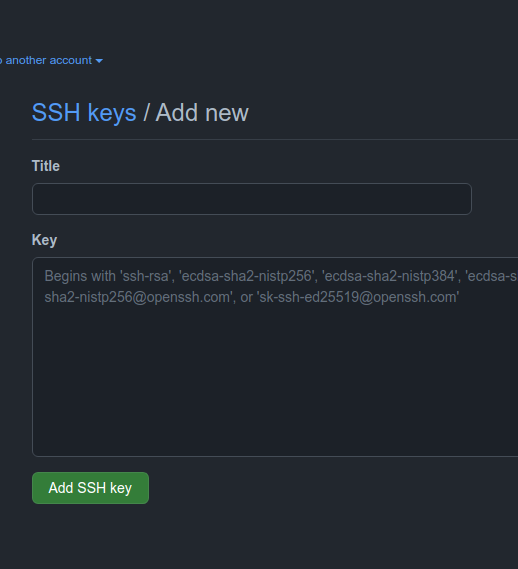 another account
SSH keys / Add new
Title
Key
Begins with 'ssh-rsa', 'ecdsa-sha2-nistp256', 'ecdsa-sha2-nistp384', 'ecdsa-s
sha2-nistp256@openssh.com', or 'sk-ssh-ed25519@openssh.com'
Add SSH key